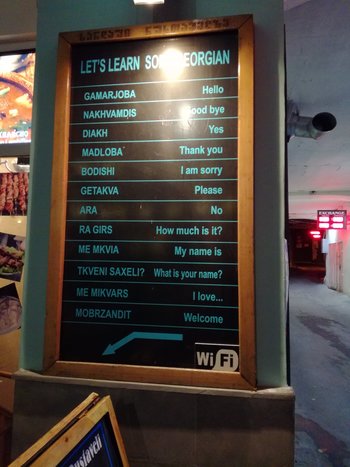 LET'S LEARN SOME GEORGIAN
GAMARJOBA Hello
NAKHVAMDIS Good bye
DIAKH Yes
MADLOBA Thank you
BODISHI I am sorry
GETAKVA Please
ARA No
RA GIRS How much is it?
ME MKVIA My name is
TKVENI SAXELI? What is your name?
ME MIKVARS I love...
MOBRZANDIT Welcome
WiFi
EXCHANGE
Rustaveli